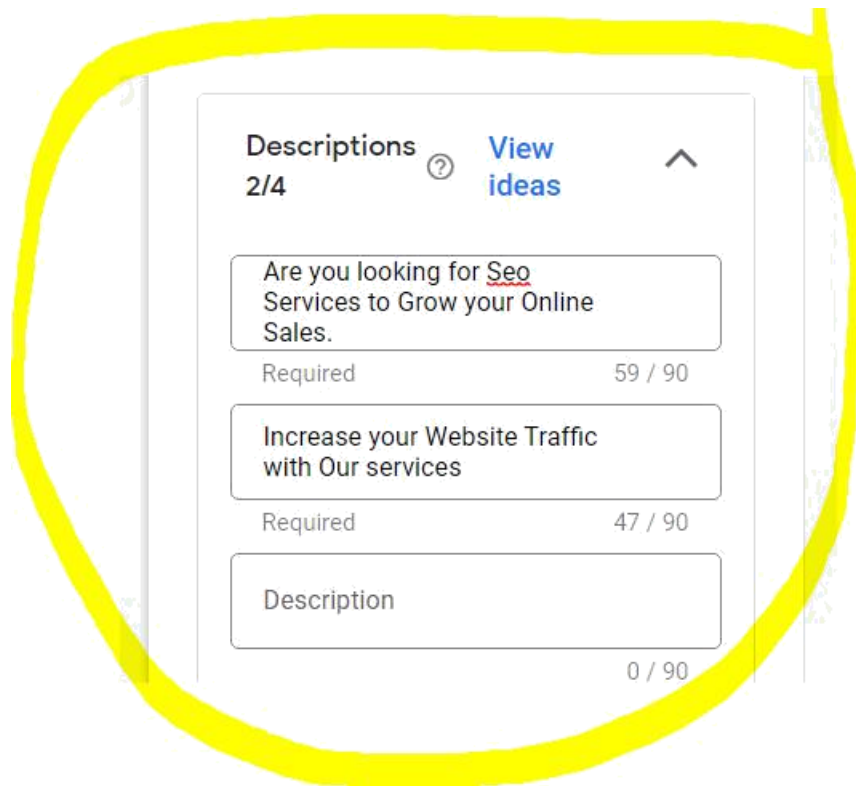 Descriptions
2/4
View
ideas
Are you looking for Seo
Services to Grow your Online
Sales.
Required
59 / 90
Increase your Website Traffic
with Our services
Required
47 / 90
Description
0 / 90